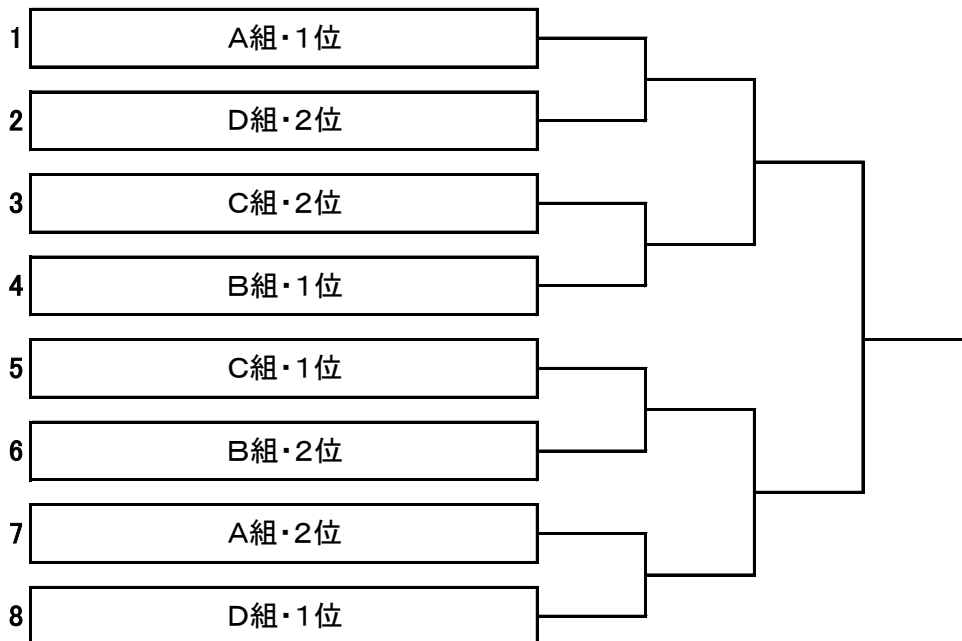 1 A組・1位
2 D組・2位
3 C組・2位
4 B組・1位
5 C組・1位
6 B組・2位
7 A組・2位
8 D組・1位